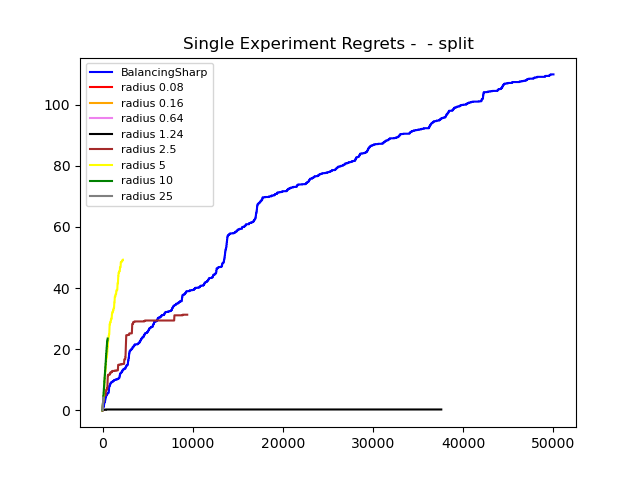 Single Experiment Regrets -  - split
BalancingSharp
radius 0.08
radius 0.16
radius 0.64
radius 1.24
radius 2.5
radius 5
radius 10
radius 25
100
80
60
40
20
0
0 10000 20000 30000 40000 50000